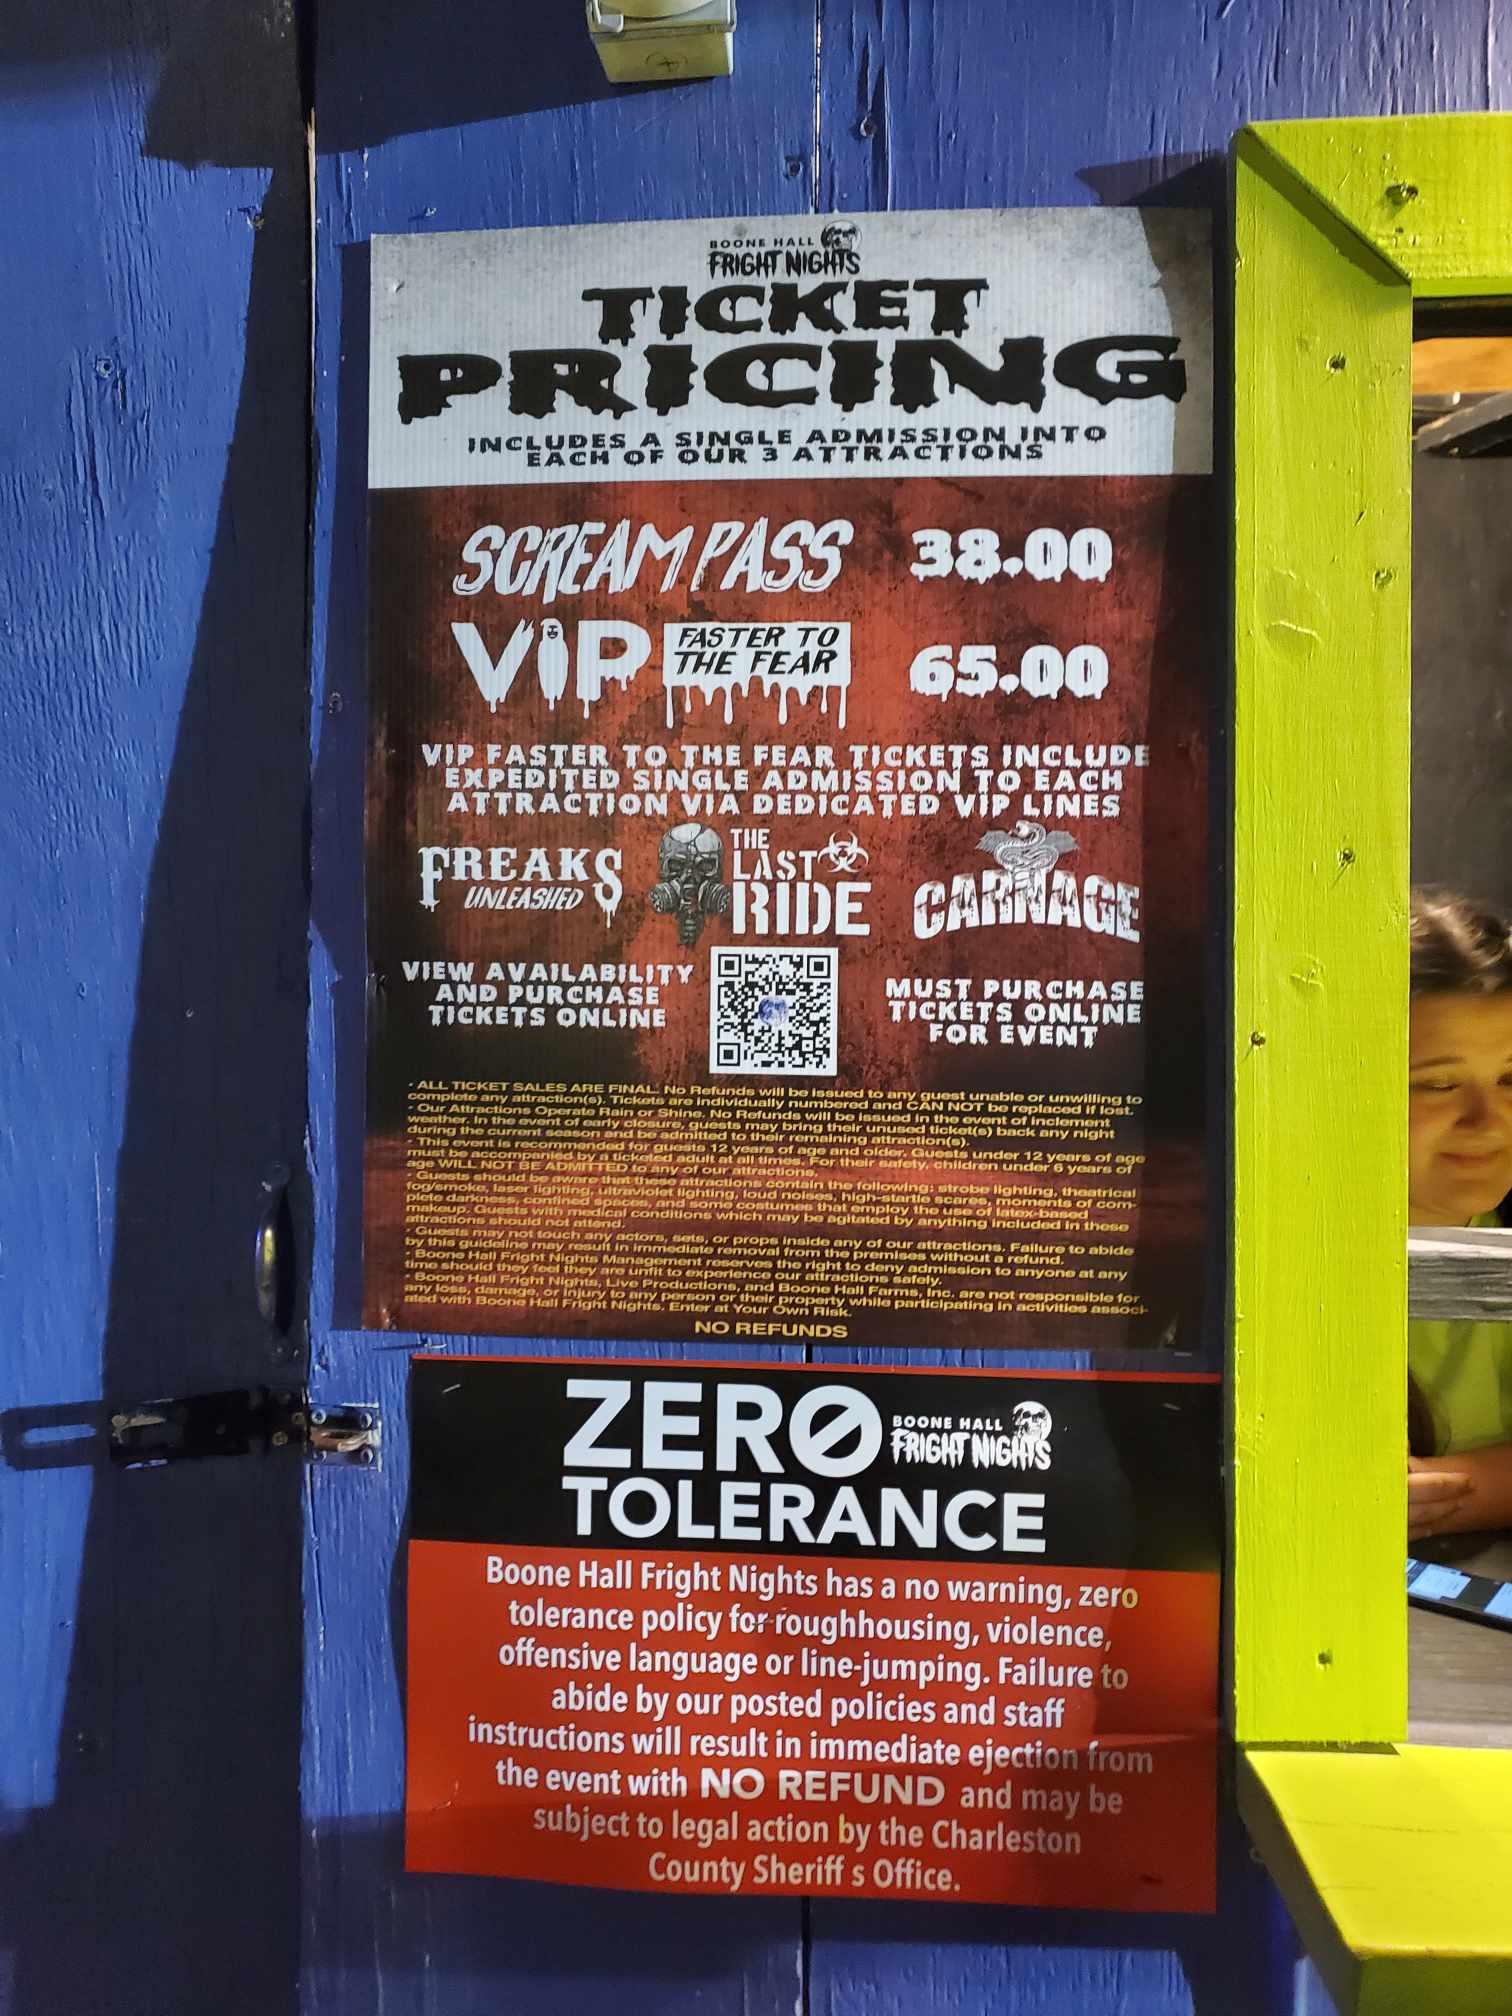 BOONE HALL
FRIGHT NIGHTS
TICKET
PRICING
INCLUDES A SINGLE ADMISSION INTO
EACH OF OUR 3 ATTRACTIONS
SCREAM PASS 38.00
VIP FASTER TO
THE FEAR 65.00
VIP FASTER TO THE FEAR TICKETS INCLUDE
EXPEDITED SINGLE ADMISSION TO EACH
ATTRACTION VIA DEDICATED VIP LINES
FREAKS
UNLEASHED
THE
LAST
RIDE
CARNAGE
VIEW AVAILABILITY
AND PURCHASE
TICKETS ONLINE
MUST PURCHASE
TICKETS ONLINE
FOR EVENT
• ALL TICKET SALES ARE FINAL. No Refunds will be issued to any guest unable or unwilling to
complete any attraction(s). Tickets are individually numbered and CAN NOT be replaced if lost.
• Our Attractions Operate Rain or Shine. No Refunds will be issued in the event of inclement
weather. In the event of early closure, guests may bring their unused ticket(s) back any night
during the current season and be admitted to their remaining attraction(s).
• This event is recommended for guests 12 years of age and older. Guests under 12 years of age
must be accompanied by a ticketed adult at all times. For their safety, children under 6 years of
age WILL NOT BE ADMITTED to any of our attractions.
• Guests should be aware that these attractions contain the following: strobe lighting, theatrical
fog/smoke, laser lighting, ultraviolet lighting, loud noises, high-startle scares, moments of com-
plete darkness, confined spaces, and some costumes that employ the use of latex-based
makeup. Guests with medical conditions which may be agitated by anything included in these
attractions should not attend.
• Guests may not touch any actors, sets, or props inside any of our attractions. Failure to abide
by this guideline may result in immediate removal from the premises without a refund.
• Boone Hall Fright Nights Management reserves the right to deny admission to anyone at any
time should they feel they are unfit to experience our attractions safely.
• Boone Hall Fright Nights, Live Productions, and Boone Hall Farms, Inc. are not responsible for
any loss, damage, or injury to any person or their property while participating in activities associ-
ated with Boone Hall Fright Nights. Enter at Your Own Risk.
NO REFUNDS
ZERO
BOONE HALL
FRIGHT NIGHTS
TOLERANCE
Boone Hall Fright Nights has a no warning, zero
tolerance policy for roughhousing, violence,
offensive language or line-jumping. Failure to
abide by our posted policies and staff
instructions will result in immediate ejection from
the event with NO REFUND and may be
subject to legal action by the Charleston
County Sheriff s Office.